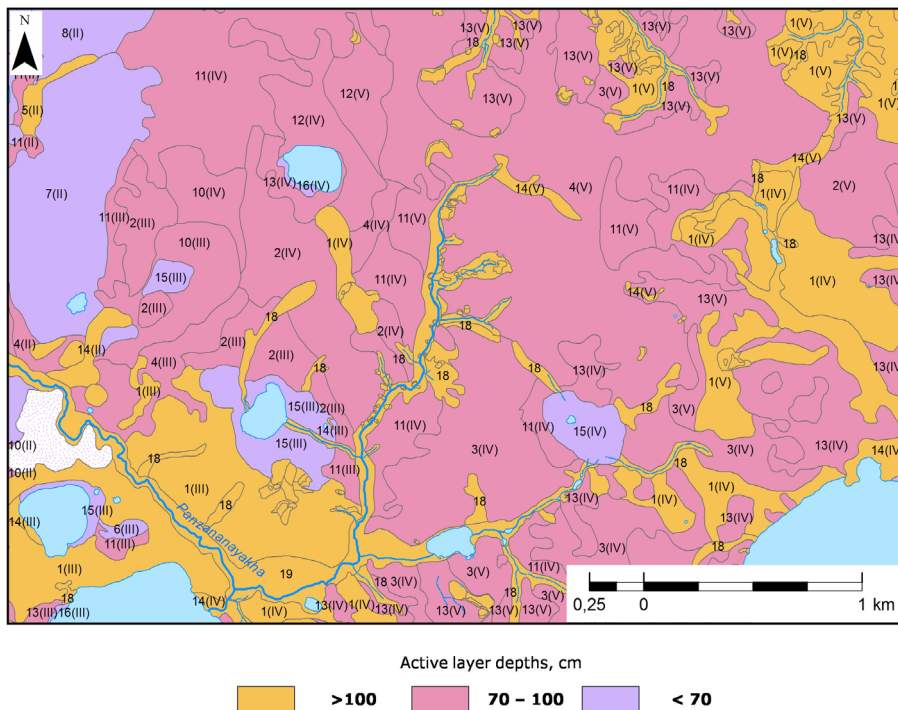 N
8(II)
13(V)
13(V)
18
13(V)
13(V)
13(V)
1(V)
1(V)
18
1(V)
11(IV)
12(V)
13(V)
3(V)
1(V)
18
13(V)
13(V)
1(V)
5(II)
12(IV)
13(V)
13(V)
11(II)
14(V)
7(II)
10(IV)
13(IV)
16(IV)
14(V)
4(V)
11(IV)
18
1(IV)
2(V)
11(III)
2(III)
4(IV)
11(V)
11(V)
10(III)
1(IV)
1(IV)
18
13(IV)
2(IV)
15(III)
11(IV)
1(IV)
13(IV)
2(III)
14(V)
13(V)
18
2(IV)
18
4(II)
14(II)
2(III)
2(III)
18
4(III)
18
18
18
13(IV)
13(IV)
1(III)
1(V)
15(III)
2(III)
18
3(V)
14(III)
11(IV)
11(IV)
15(IV)
10(II)
15(III)
3(IV)
3(IV)
13(IV)
14(IV)
18
11(III)
18
10(II)
1(III)
13(IV)
1(IV)
1(IV)
15(III)
18
18
14(III)
6(III)
Panzananayakha
13(IV)
11(III)
3(IV)
18
1(III)
19
18
3(IV)
3(V)
11(IV)
18
14(IV)
18
3(V)
13(III)
16(III)
1(IV)
13(IV)
1(IV)
13(IV)
13(V)
13(V)
13(V)
0,25 0 1 km
Active layer depths, cm
>100 70 – 100 < 70